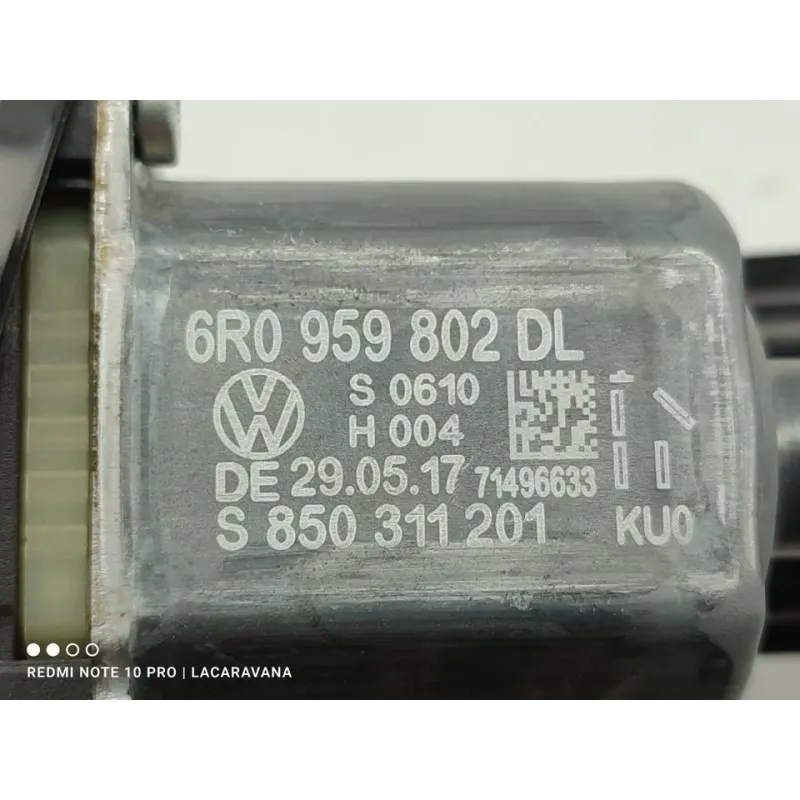 6R0 959 802 DL
S 0610
H 004
DE 29.05.17 71496633
S 850 311 201 KU0
REDMI NOTE 10 PRO | LACARAVANA